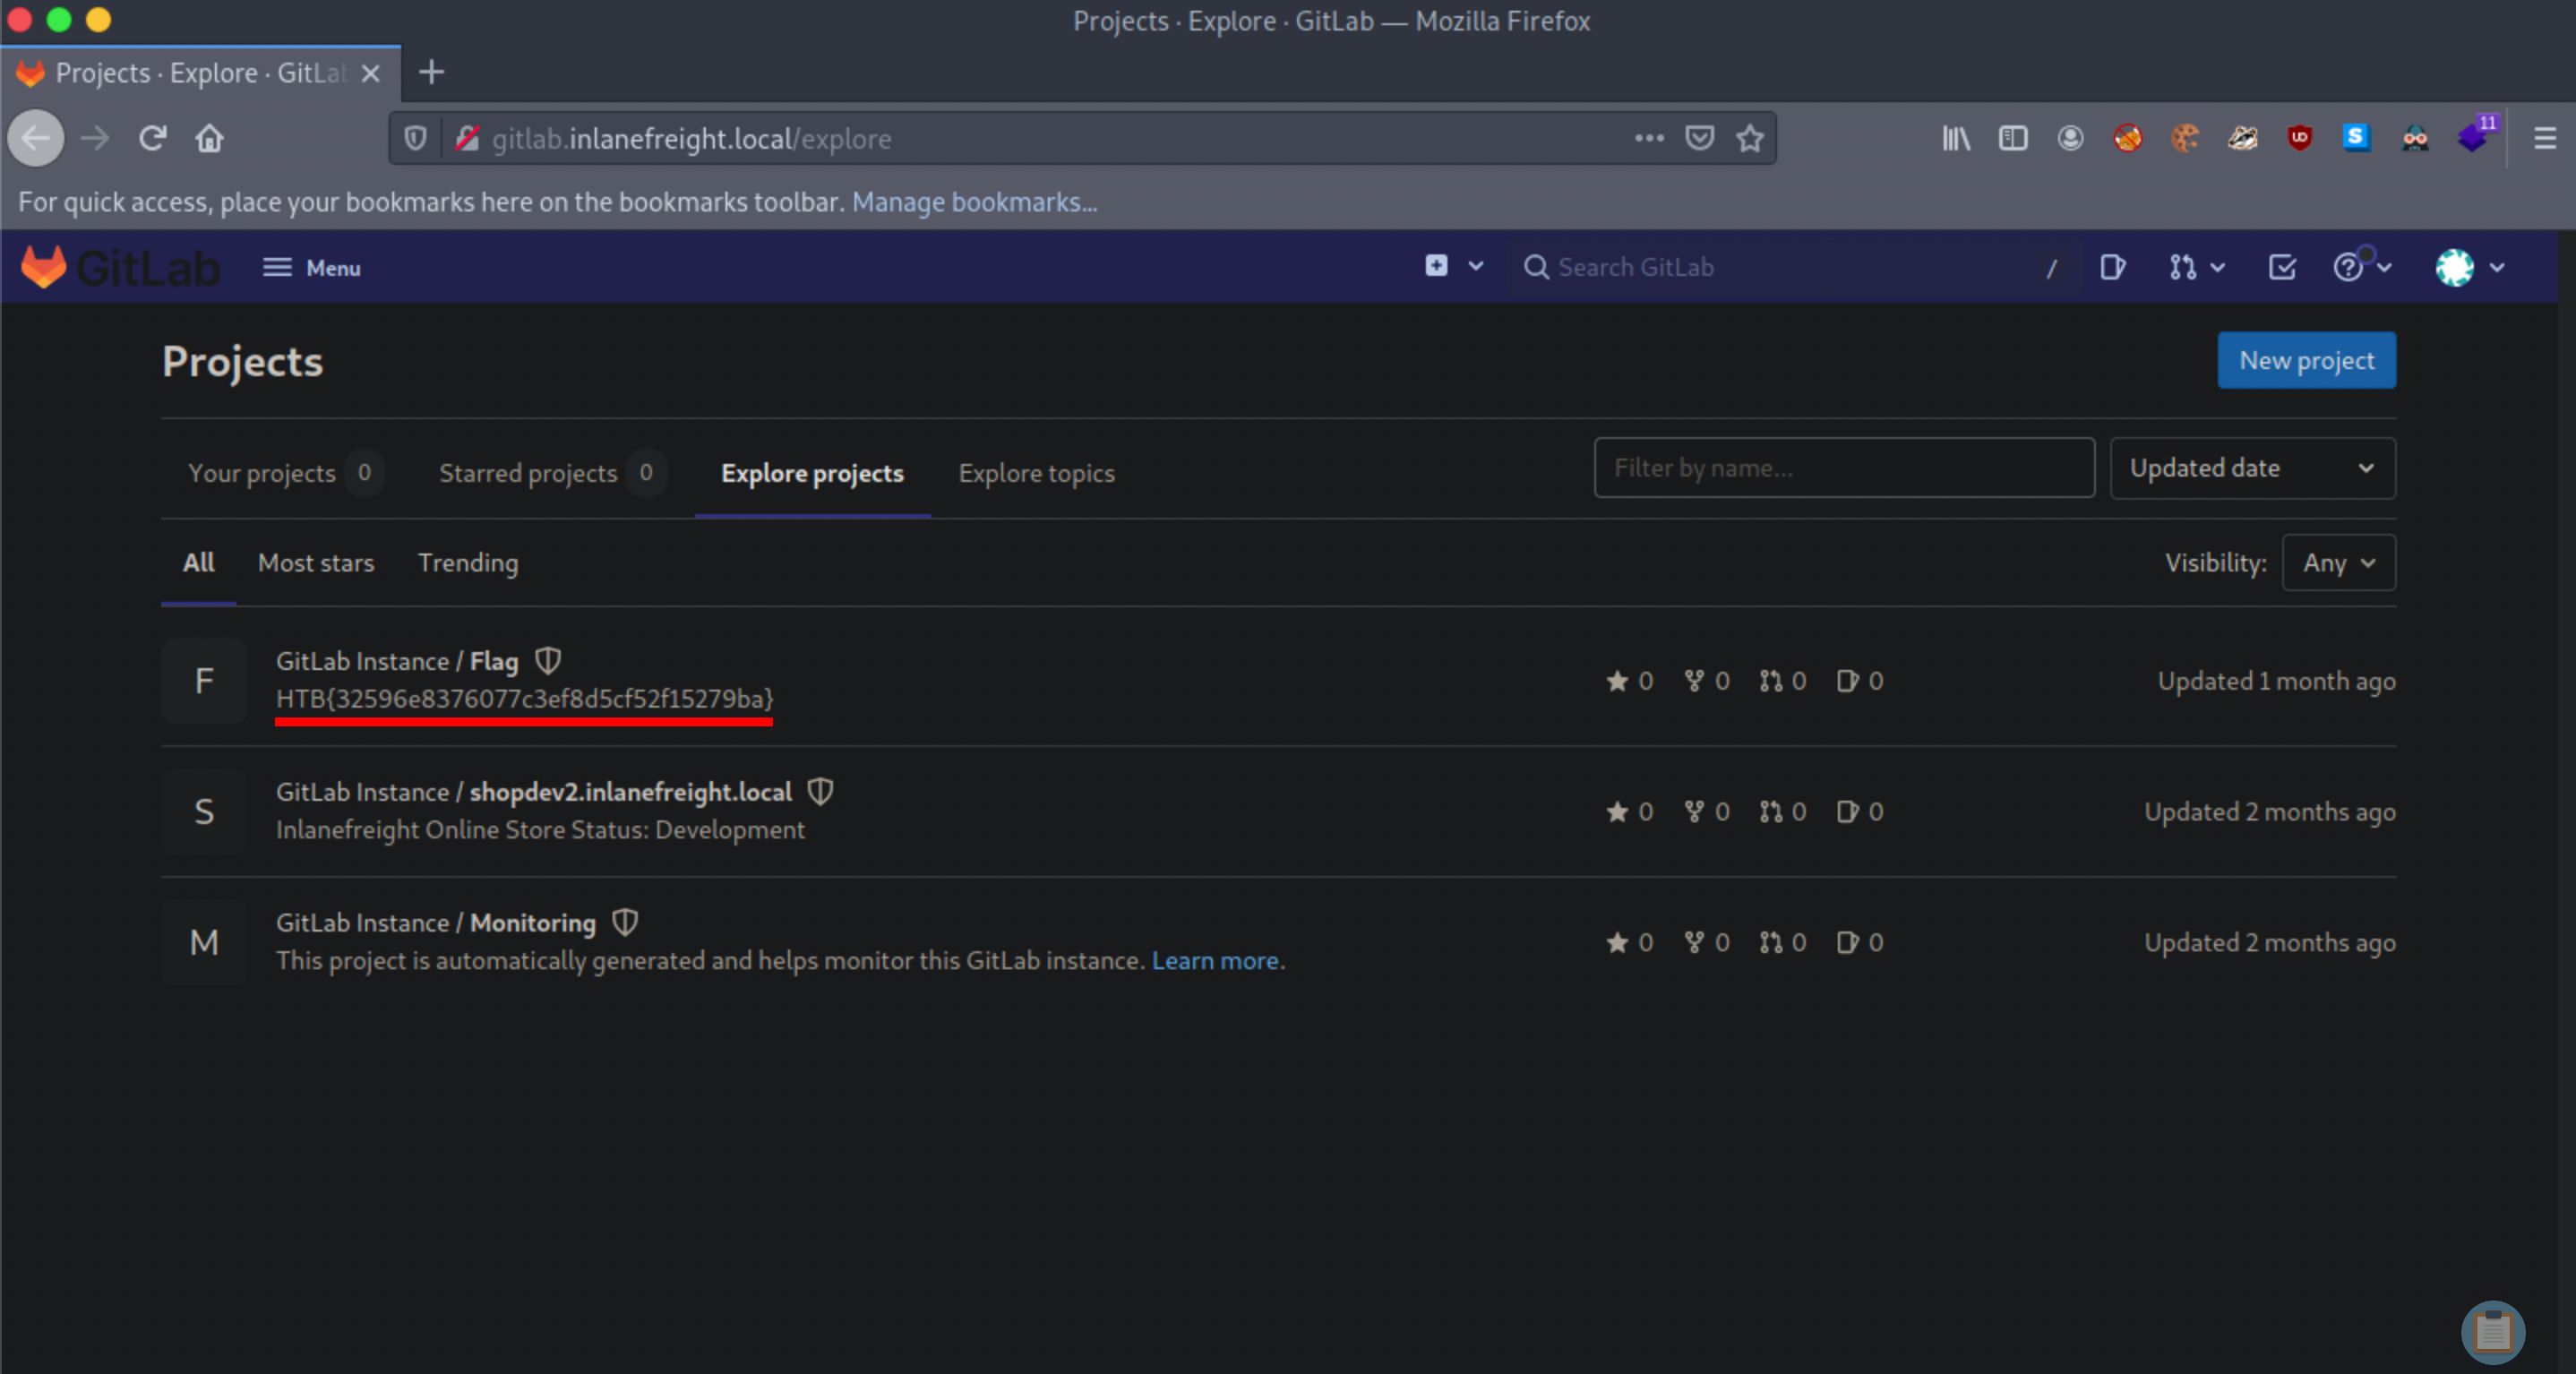 Projects · Explore · GitLab — Mozilla Firefox
Projects · Explore · GitLab
gitlab.inlanefreight.local/explore
11
For quick access, place your bookmarks here on the bookmarks toolbar. Manage bookmarks...
GitLab Menu Search GitLab /
Projects New project
Your projects 0 Starred projects 0 Explore projects Explore topics Filter by name... Updated date
All Most stars Trending Visibility: Any
F GitLab Instance / Flag
HTB{32596e8376077c3ef8d5cf52f15279ba}
0 0 0 0 Updated 1 month ago
S GitLab Instance / shopdev2.inlanefreight.local
Inlanefreight Online Store Status: Development
0 0 0 0 Updated 2 months ago
M GitLab Instance / Monitoring
This project is automatically generated and helps monitor this GitLab instance. Learn more.
0 0 0 0 Updated 2 months ago